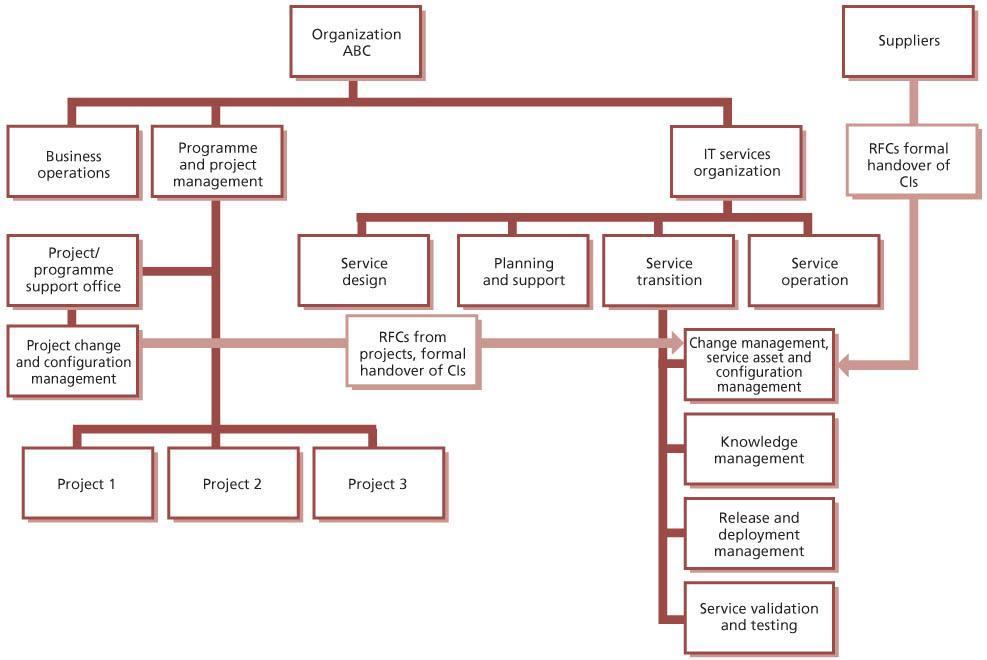 Organization
ABC
Suppliers
Business
operations
Programme
and project
management
IT services
organization
RFCs formal
handover of
CIs
Project/
programme
support office
Service
design
Planning
and support
Service
transition
Service
operation
Project change
and configuration
management
RFCs from
projects, formal
handover of CIs
Change management,
service asset and
configuration
management
Knowledge
management
Project 1
Project 2
Project 3
Release and
deployment
management
Service validation
and testing